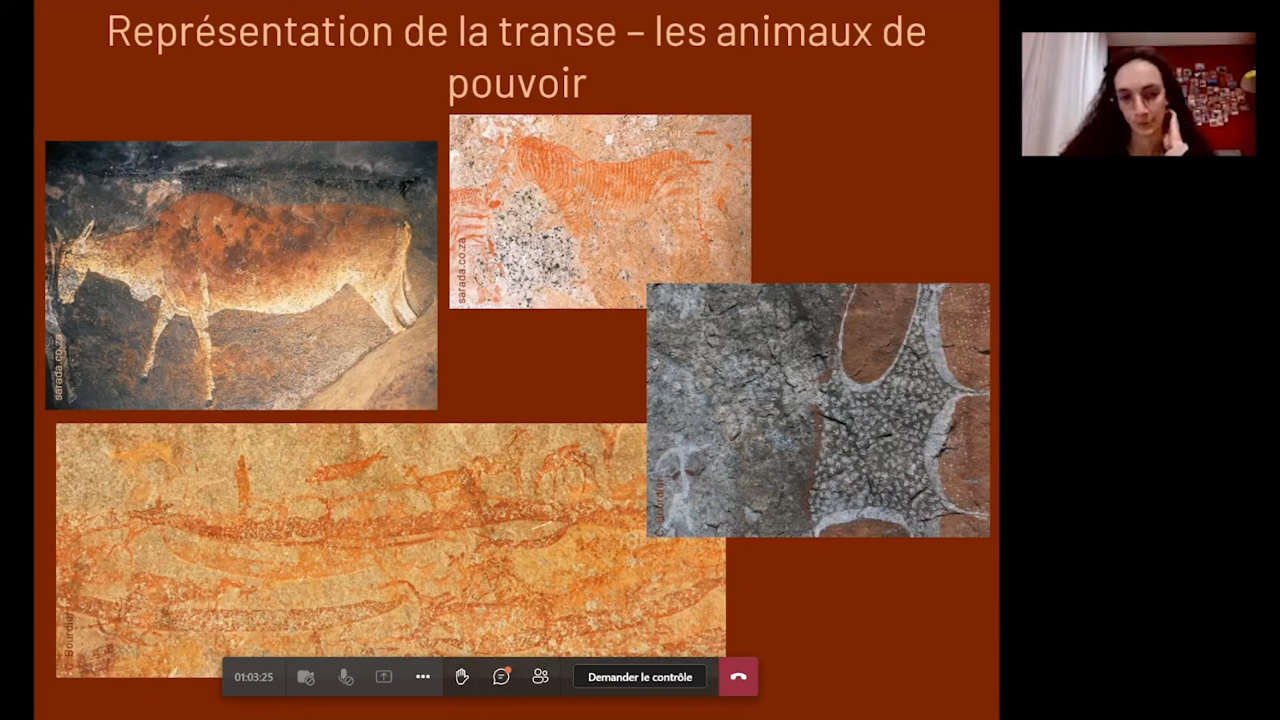 Représentation de la transe – les animaux de
pouvoir
sarada.co.za
sarada.co.za
Bourdier
01:03:25
Demander le contrôle